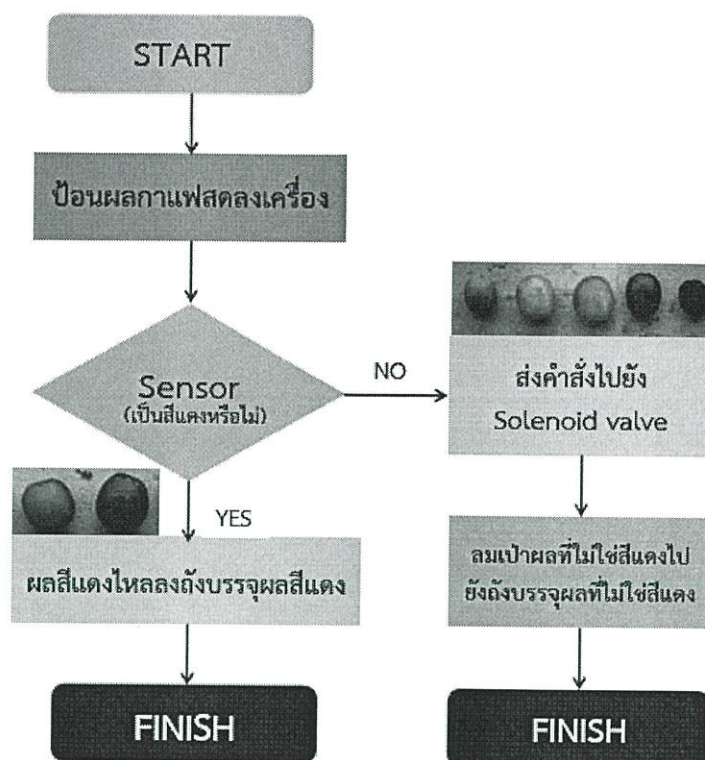 START
ป้อนผลกาแฟสดลงเครื่อง
Sensor
(เป็นสีแดงหรือไม่)
NO
ส่งคำสั่งไปยัง
Solenoid valve
YES
ผลสีแดงไหลลงถังบรรจุผลสีแดง
ลมเป่าผลที่ไม่ใช่สีแดงไป
ยังถังบรรจุผลที่ไม่ใช่สีแดง
FINISH
FINISH